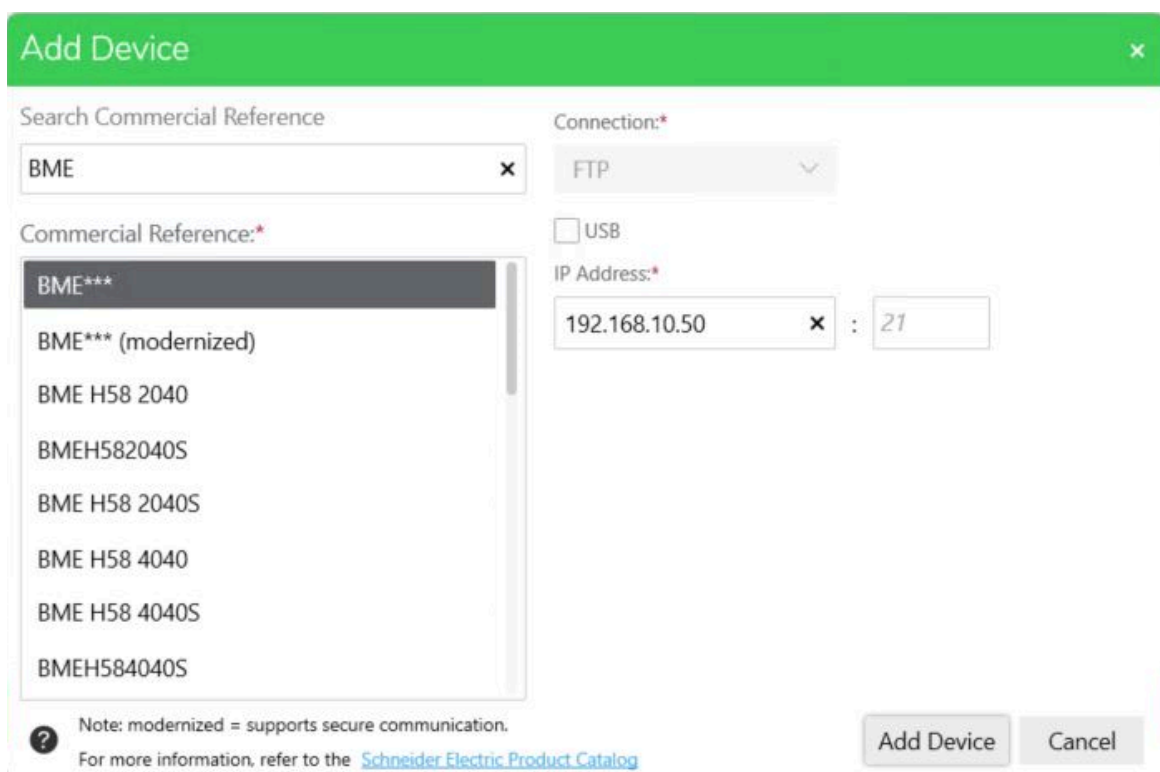 Add Device
Search Commercial Reference
BME
Commercial Reference:*
BME***
BME*** (modernized)
BME H58 2040
BMEH582040S
BME H58 2040S
BME H58 4040
BME H58 4040S
BMEH584040S
Connection:*
FTP
USB
IP Address:*
192.168.10.50 : 21
Note: modernized = supports secure communication.
For more information, refer to the Schneider Electric Product Catalog
Add Device
Cancel